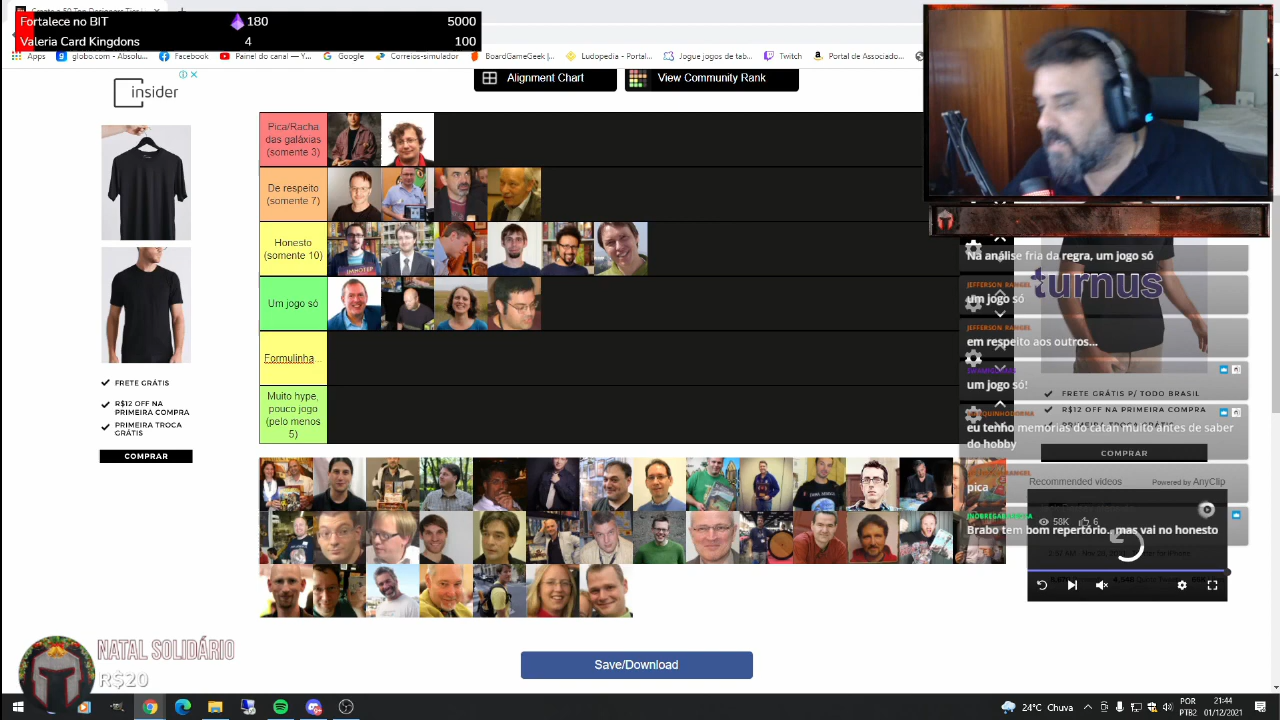 Fortalece no BIT 180 5000
Valeria Card Kingdons 4 100
Apps globo.com - Absolu... Facebook Painel do canal — Y... Google Correios-simulador BoardGameGeek |... Ludopedia - Portal... Jogue jogos de tab... Twitch Portal de Associado...
insider
Alignment Chart
View Community Rank
Pica/Racha
das galáxias
(somente 3)
De respeito
(somente 7)
Honesto
(somente 10)
IMHOTEP
Um jogo só
Formulinha...
Muito hype,
pouco jogo
(pelo menos
5)
FRETE GRÁTIS
R$12 OFF NA
PRIMEIRA COMPRA
PRIMEIRA TROCA
GRÁTIS
COMPRAR
Na análise fria da regra, um jogo só
turnus
JEFFERSON RANGEL
um jogo só
JEFFERSON RANGEL
em respeito aos outros...
um jogo só!
FRETE GRÁTIS P/ TODO BRASIL
R$12 OFF NA PRIMEIRA COMPRA
eu tenho memorias do catan muito antes de saber
do hobby
COMPRAR
pica
Recommended videos
Powered by AnyClip
58K 6
Brabo tem bom repertório.. mas vai no honesto
Save/Download
NATAL SOLIDÁRIO
R$20
24°C Chuva
POR
PTB2
21:44
01/12/2021